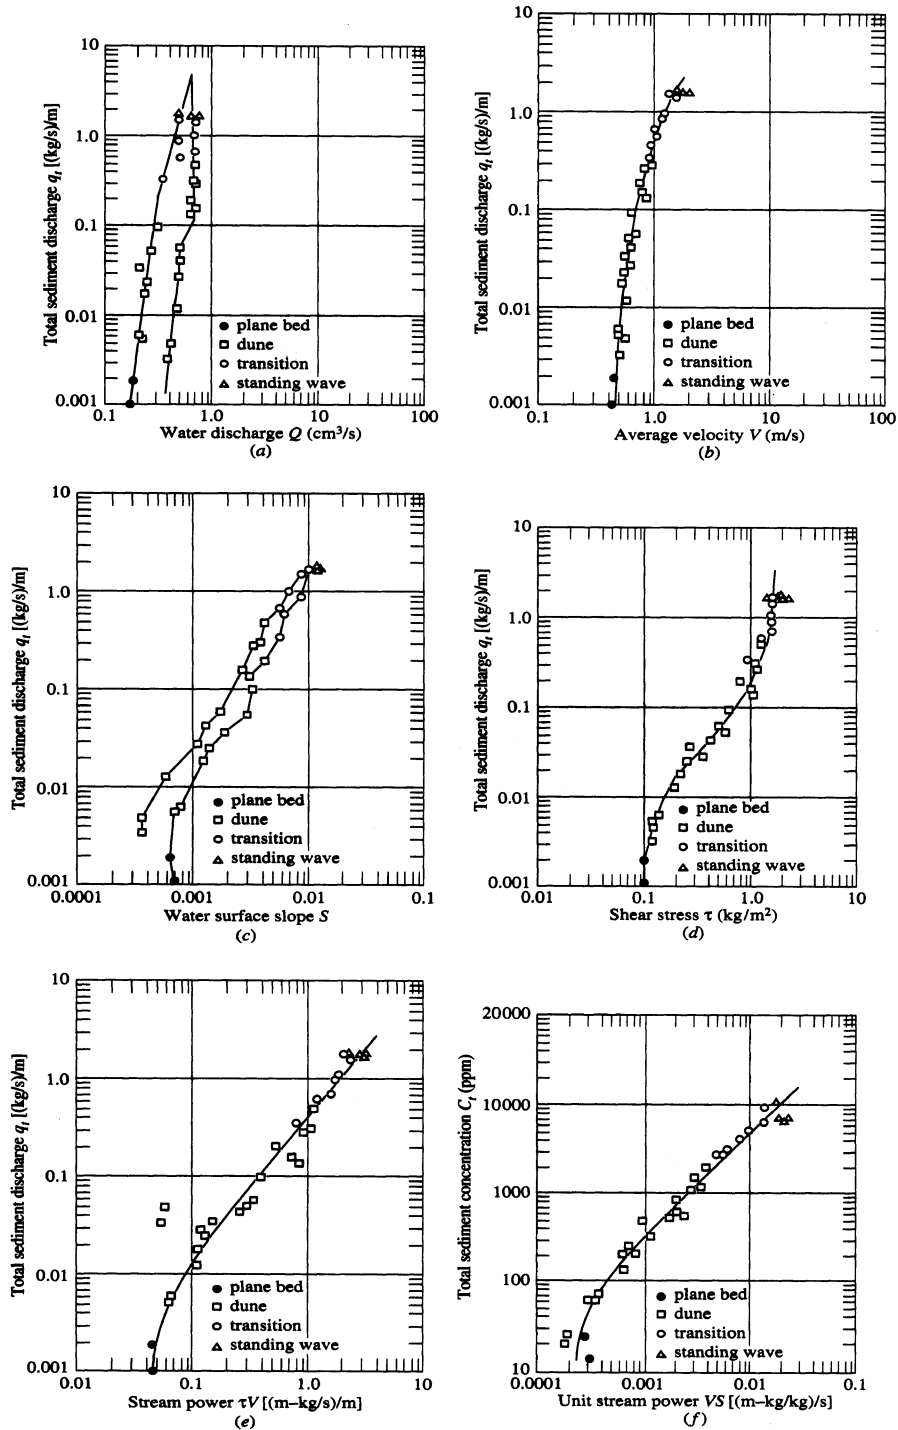 10
1.0
0.1
0.01
0.001
Total sediment discharge qt [(kg/s)/m]
plane bed
dune
transition
standing wave
0.1 1.0 10 100
Water discharge Q (cm³/s)
(a)
10
1.0
0.1
0.01
0.001
Total sediment discharge qt [(kg/s)/m]
plane bed
dune
transition
standing wave
0.1 1.0 10 100
Average velocity V (m/s)
(b)
10
1.0
0.1
0.01
0.001
Total sediment discharge qt [(kg/s)/m]
plane bed
dune
transition
standing wave
0.0001 0.001 0.01 0.1
Water surface slope S
(c)
10
1.0
0.1
0.01
0.001
Total sediment discharge qt [(kg/s)/m]
plane bed
dune
transition
standing wave
0.01 0.1 1.0 10
Shear stress τ (kg/m²)
(d)
10
1.0
0.1
0.01
0.001
Total sediment discharge qt [(kg/s)/m]
plane bed
dune
transition
standing wave
0.01 0.1 1.0 10
Stream power τV [(m–kg/s)/m]
(e)
20000
10000
1000
100
10
Total sediment concentration Ct (ppm)
plane bed
dune
transition
standing wave
0.0001 0.001 0.01 0.1
Unit stream power VS [(m–kg/kg)/s]
(f)